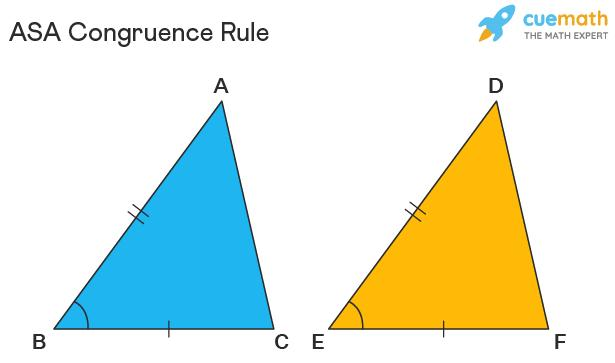 ASA Congruence Rule
cuemath
THE MATH EXPERT
A
D
B
C
E
F